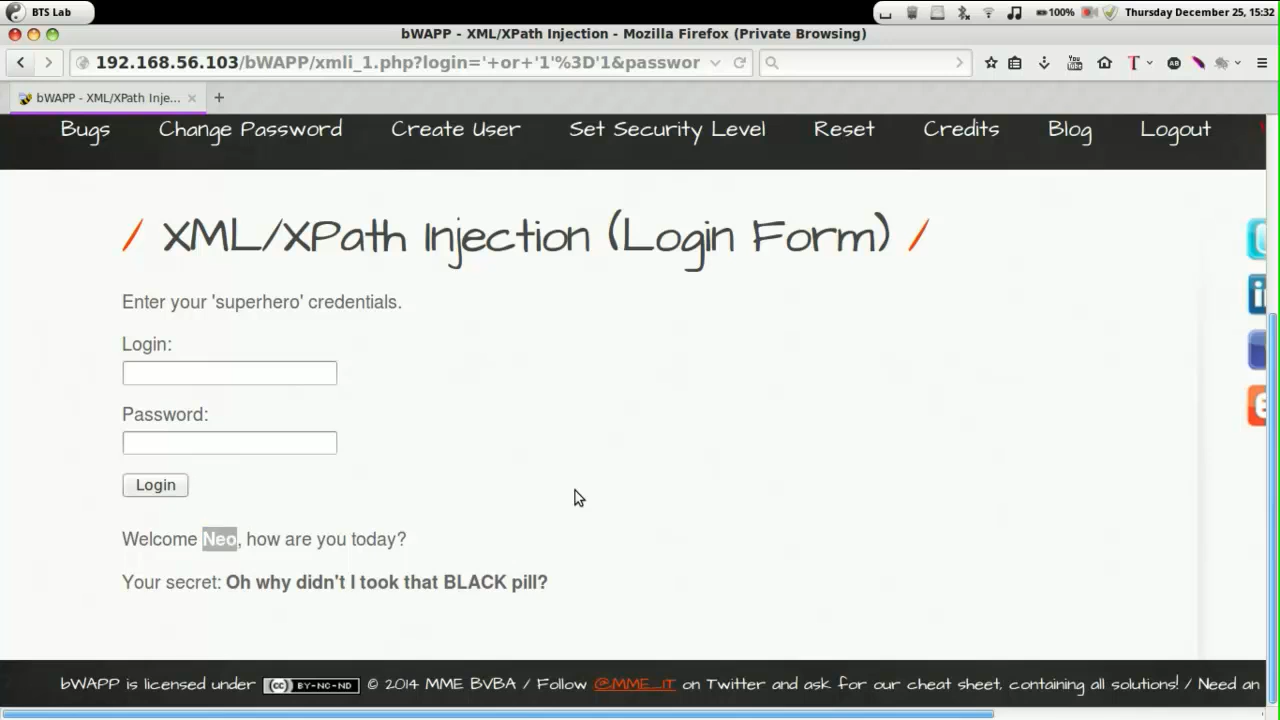 BTS Lab
100% Thursday December 25, 15:32
bWAPP - XML/XPath Injection - Mozilla Firefox (Private Browsing)
192.168.56.103/bWAPP/xmli_1.php?login='+or+'1'%3D'1&passwor
bWAPP - XML/XPath Inje...
Bugs Change Password Create User Set Security Level Reset Credits Blog Logout
/ XML/XPath Injection (Login Form) /
Enter your 'superhero' credentials.
Login:
Password:
Login
Welcome Neo, how are you today?
Your secret: Oh why didn't I took that BLACK pill?
bWAPP is licensed under (cc) BY-NC-ND © 2014 MME BVBA / Follow @MME_IT on Twitter and ask for our cheat sheet, containing all solutions! / Need an